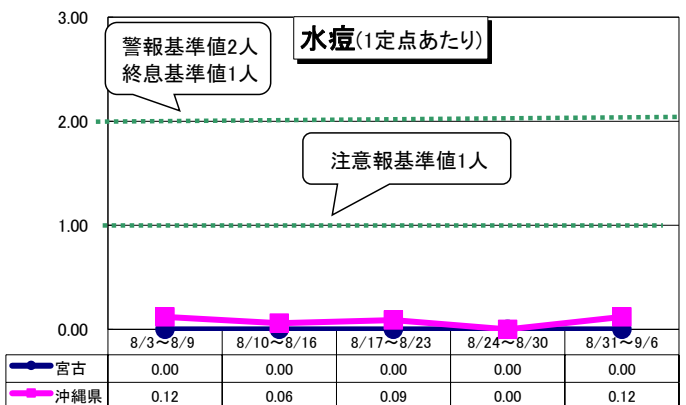 水痘(1定点あたり)
3.00
警報基準値2人
終息基準値1人
2.00
注意報基準値1人
1.00
0.00
8/3～8/9 8/10～8/16 8/17～8/23 8/24～8/30 8/31～9/6
宮古 0.00 0.00 0.00 0.00 0.00
沖縄県 0.12 0.06 0.09 0.00 0.12